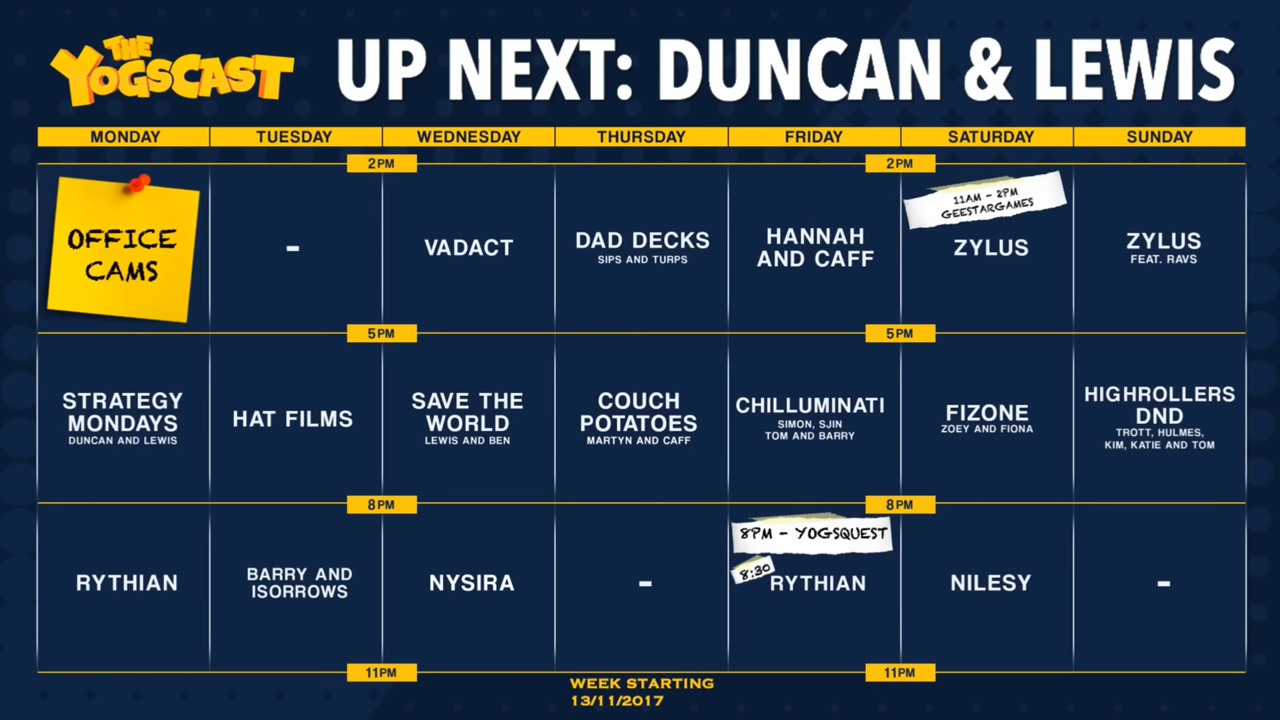 THE
YOGSCAST
UP NEXT: DUNCAN & LEWIS
MONDAY TUESDAY WEDNESDAY THURSDAY FRIDAY SATURDAY SUNDAY
2PM 2PM
OFFICE
CAMS
-
VADACT
DAD DECKS
SIPS AND TURPS
HANNAH
AND CAFF
11AM - 2PM
GEESTARGAMES
ZYLUS
ZYLUS
FEAT. RAVS
5PM 5PM
STRATEGY
MONDAYS
DUNCAN AND LEWIS
HAT FILMS
SAVE THE
WORLD
LEWIS AND BEN
COUCH
POTATOES
MARTYN AND CAFF
CHILLUMINATI
SIMON, SJIN
TOM AND BARRY
FIZONE
ZOEY AND FIONA
HIGHROLLERS
DND
TROTT, HULMES,
KIM, KATIE AND TOM
8PM 8PM
RYTHIAN
BARRY AND
ISORROWS
NYSIRA
-
8PM - YOGSQUEST
8:30
RYTHIAN
NILESY
-
11PM 11PM
WEEK STARTING
13/11/2017